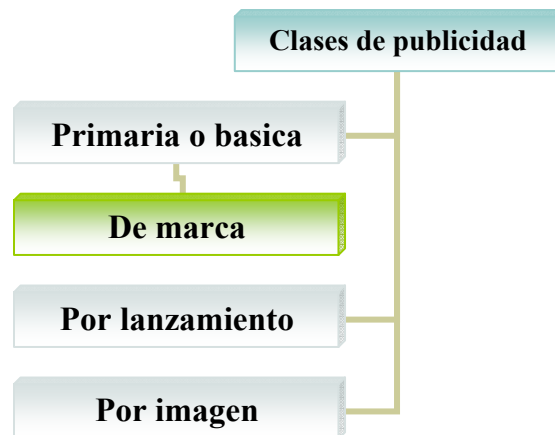 Clases de publicidad
Primaria o basica
De marca
Por lanzamiento
Por imagen